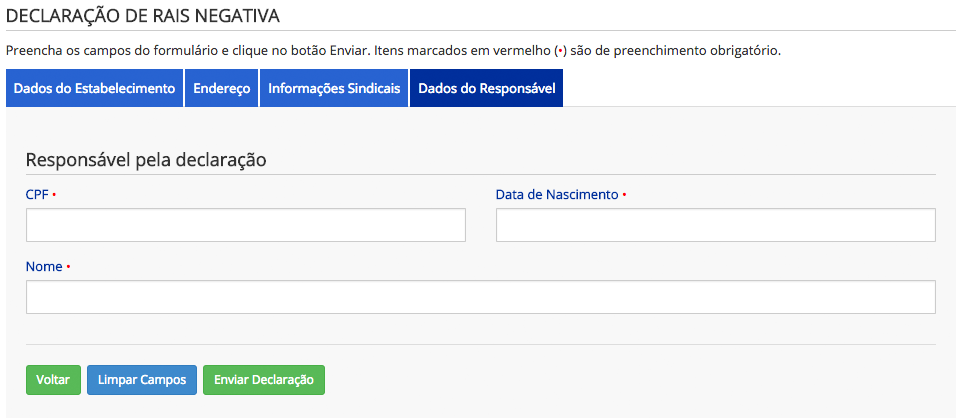 DECLARAÇÃO DE RAIS NEGATIVA
Preencha os campos do formulário e clique no botão Enviar. Itens marcados em vermelho (•) são de preenchimento obrigatório.
Dados do Estabelecimento Endereço Informações Sindicais Dados do Responsável
Responsável pela declaração
CPF • Data de Nascimento •
Nome •
Voltar Limpar Campos Enviar Declaração